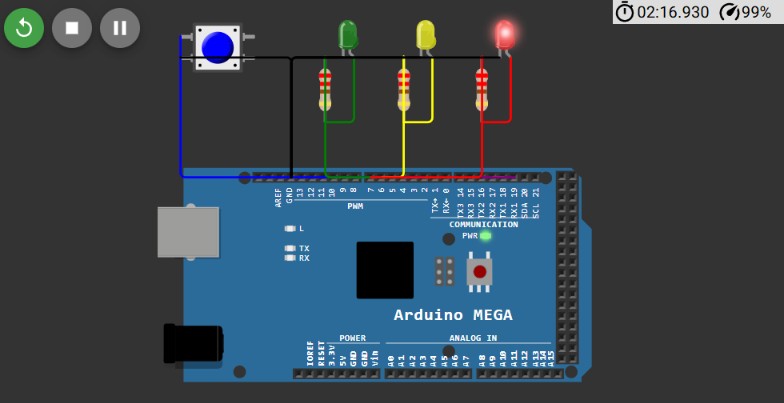 02:16.930 99%
AREF
GND
13
12
11
10
9
8
7
6
5
4
3
2
TX→ 1
RX← 0
TX3 14
RX3 15
TX2 16
RX2 17
TX1 18
RX1 19
SDA 20
SCL 21
PWM
COMMUNICATION
L
PWR
TX
RX
Arduino MEGA
POWER
ANALOG IN
IOREF
RESET
3.3V
5V
GND
GND
Vin
A0
A1
A2
A3
A4
A5
A6
A7
A8
A9
A10
A11
A12
A13
A14
A15